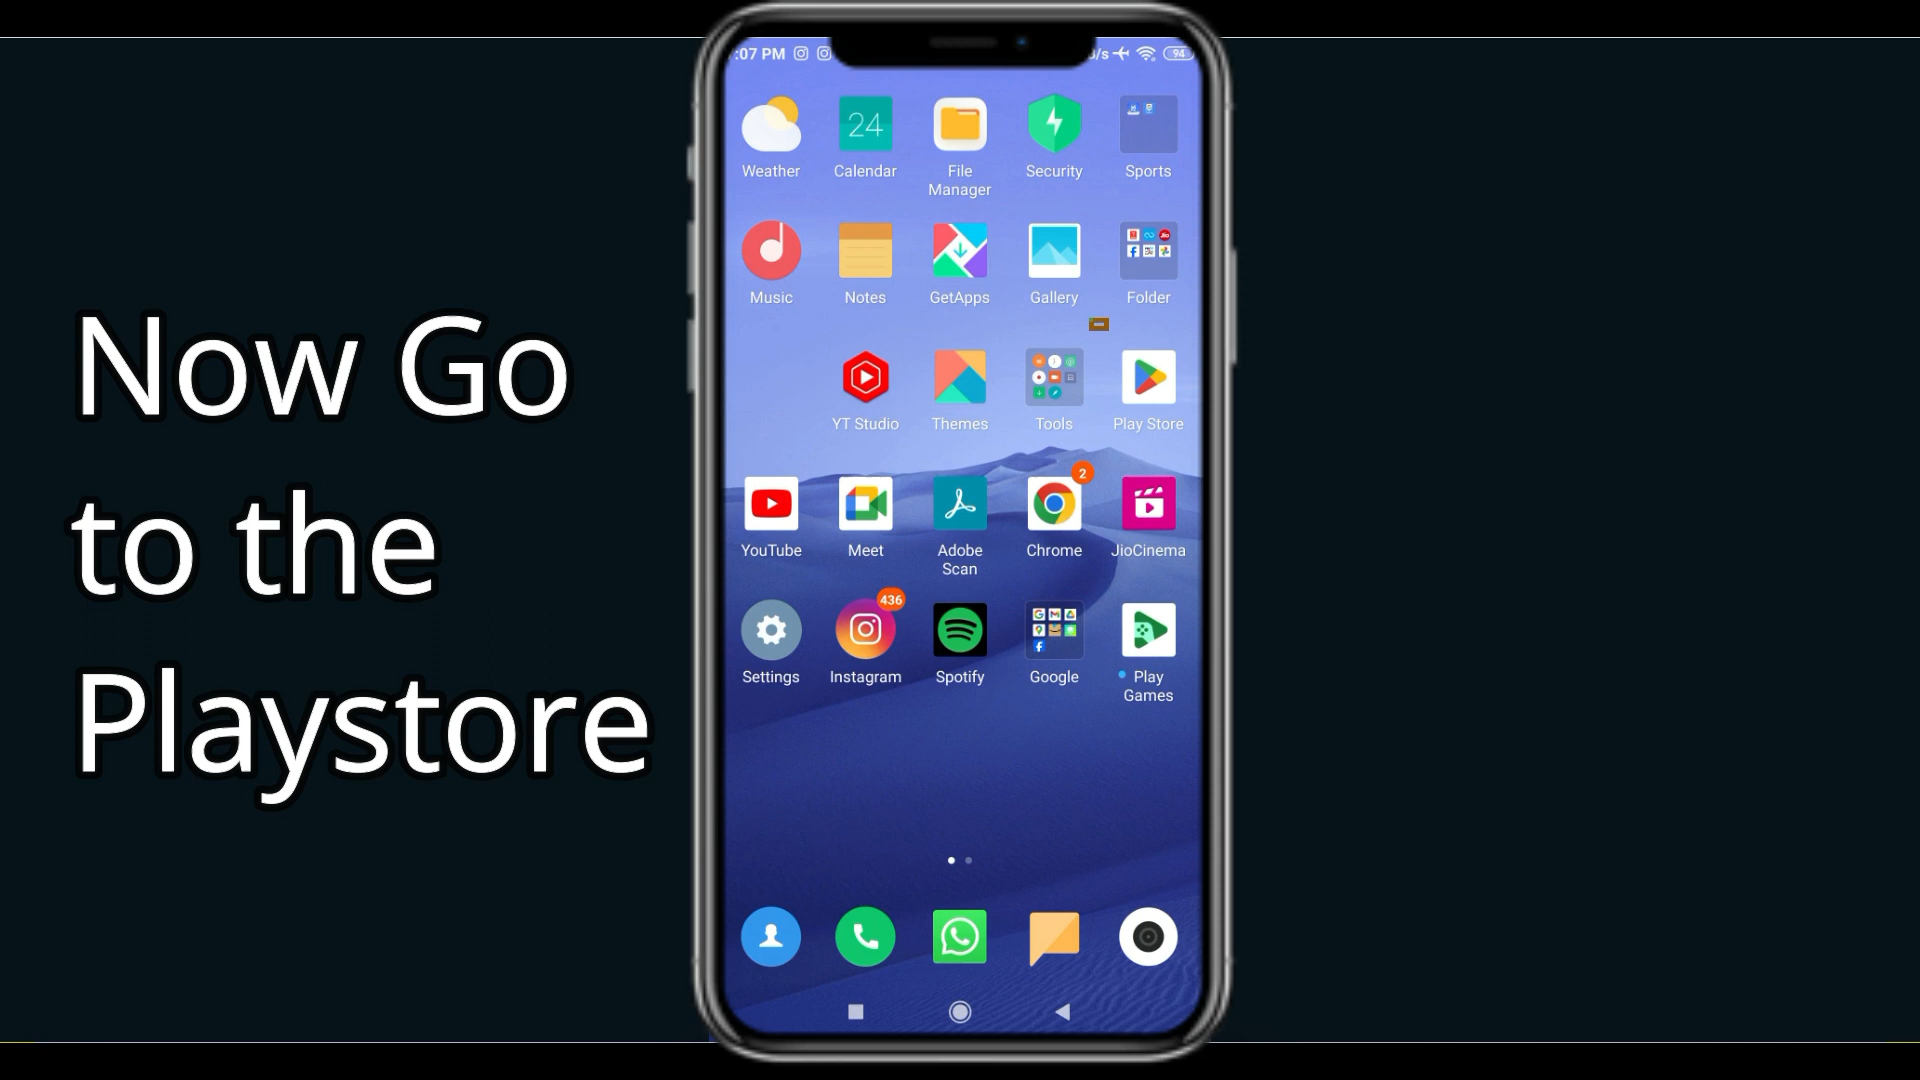 :07 PM
/s
94
24
Weather
Calendar
File
Manager
Security
Sports
Music
Notes
GetApps
Gallery
Folder
YT Studio
Themes
Tools
Play Store
2
YouTube
Meet
Adobe
Scan
Chrome
JioCinema
436
Settings
Instagram
Spotify
Google
Play
Games
Now Go
to the
Playstore